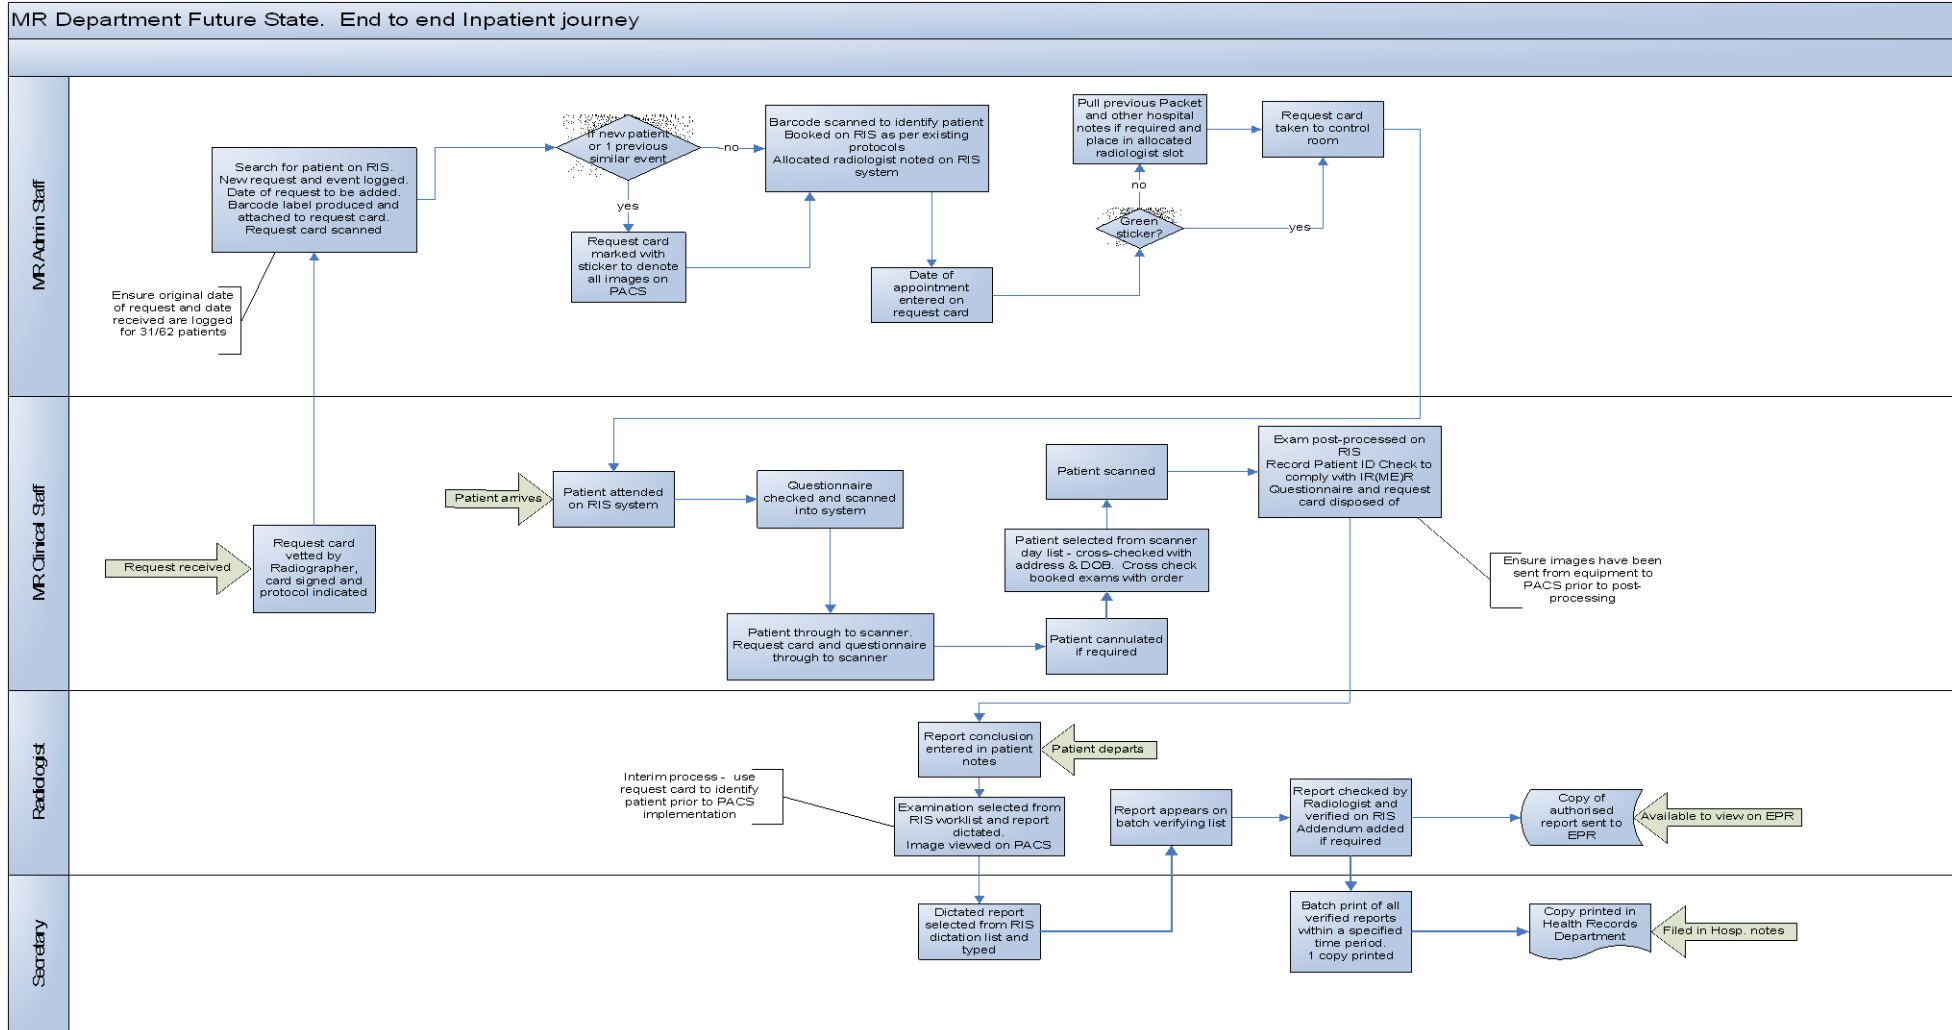 MR Department Future State.  End to end Inpatient journey
MR Admin Staff
Search for patient on RIS.
New request and event logged.
Date of request to be added.
Barcode label produced and
attached to request card.
Request card scanned
Ensure original date
of request and date
received are logged
for 31/62 patients
If new patient
or 1 previous
similar event
no
yes
Request card
marked with
sticker to denote
all images on
PACS
Barcode scanned to identify patient
Booked on RIS as per existing
protocols
Allocated radiologist noted on RIS
system
Date of
appointment
entered on
request card
Green
sticker?
no
yes
Pull previous Packet
and other hospital
notes if required and
place in allocated
radiologist slot
Request card
taken to control
room
MR Clinical Staff
Request received
Request card
vetted by
Radiographer,
card signed and
protocol indicated
Patient arrives
Patient attended
on RIS system
Questionnaire
checked and scanned
into system
Patient through to scanner.
Request card and questionnaire
through to scanner
Patient cannulated
if required
Patient selected from scanner
day list - cross-checked with
address & DOB.  Cross check
booked exams with order
Patient scanned
Exam post-processed on
RIS
Record Patient ID Check to
comply with IR(ME)R
Questionnaire and request
card disposed of
Ensure images have been
sent from equipment to
PACS prior to post-
processing
Radiologist
Report conclusion
entered in patient
notes
Patient departs
Interim process -  use
request card to identify
patient prior to PACS
implementation
Examination selected from
RIS worklist and report
dictated.
Image viewed on PACS
Report appears on
batch verifying list
Report checked by
Radiologist and
verified on RIS
Addendum added
if required
Copy of
authorised
report sent to
EPR
Available to view on EPR
Secretary
Dictated report
selected from RIS
dictation list and
typed
Batch print of all
verified reports
within a specified
time period.
1 copy printed
Copy printed in
Health Records
Department
Filed in Hosp. notes